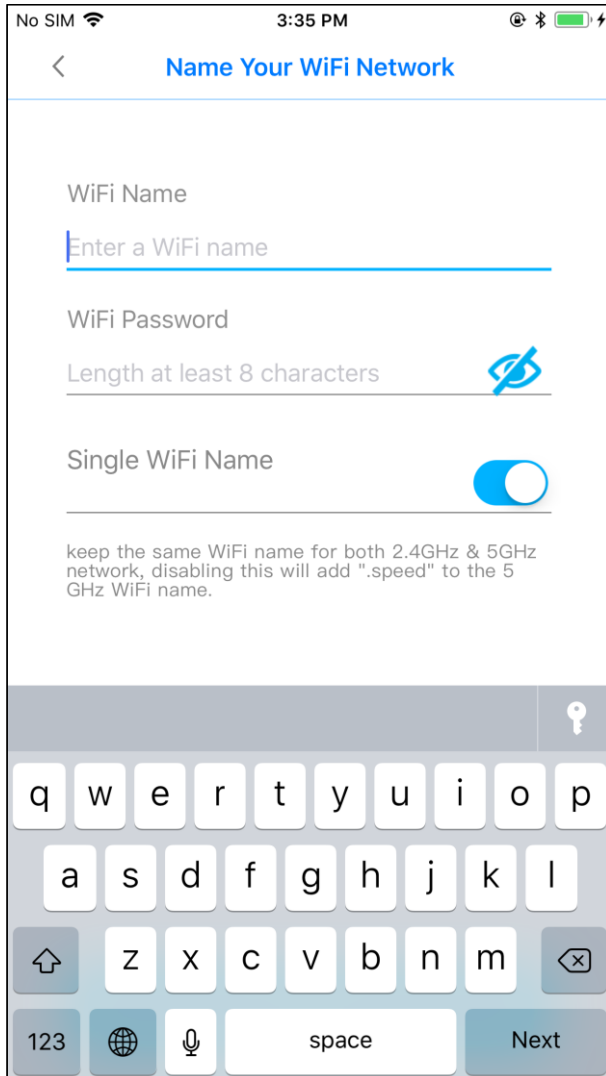 No SIM 3:35 PM
Name Your WiFi Network
WiFi Name
Enter a WiFi name
WiFi Password
Length at least 8 characters
Single WiFi Name
keep the same WiFi name for both 2.4GHz & 5GHz
network, disabling this will add ".speed" to the 5
GHz WiFi name.
q w e r t y u i o p
a s d f g h j k l
z x c v b n m
123 space Next